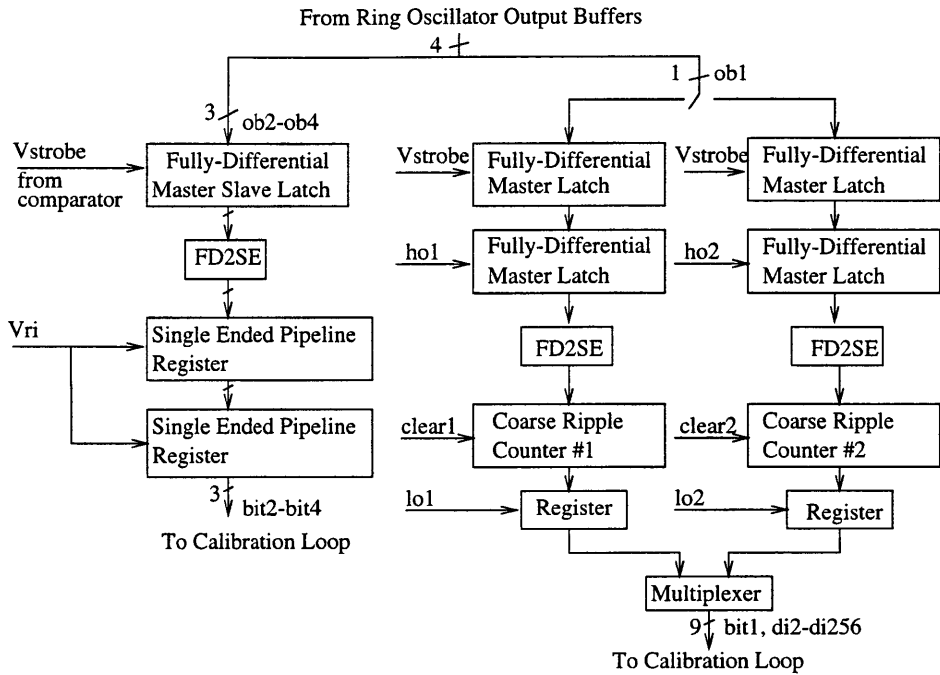 From Ring Oscillator Output Buffers
4
1
ob1
3
ob2-ob4
Vstrobe
from
comparator
Fully-Differential
Master Slave Latch
Vstrobe
Fully-Differential
Master Latch
Vstrobe
Fully-Differential
Master Latch
FD2SE
ho1
Fully-Differential
Master Latch
ho2
Fully-Differential
Master Latch
Vri
Single Ended Pipeline
Register
FD2SE
FD2SE
Single Ended Pipeline
Register
clear1
Coarse Ripple
Counter #1
clear2
Coarse Ripple
Counter #2
3
bit2-bit4
To Calibration Loop
lo1
Register
lo2
Register
Multiplexer
9
bit1, di2-di256
To Calibration Loop